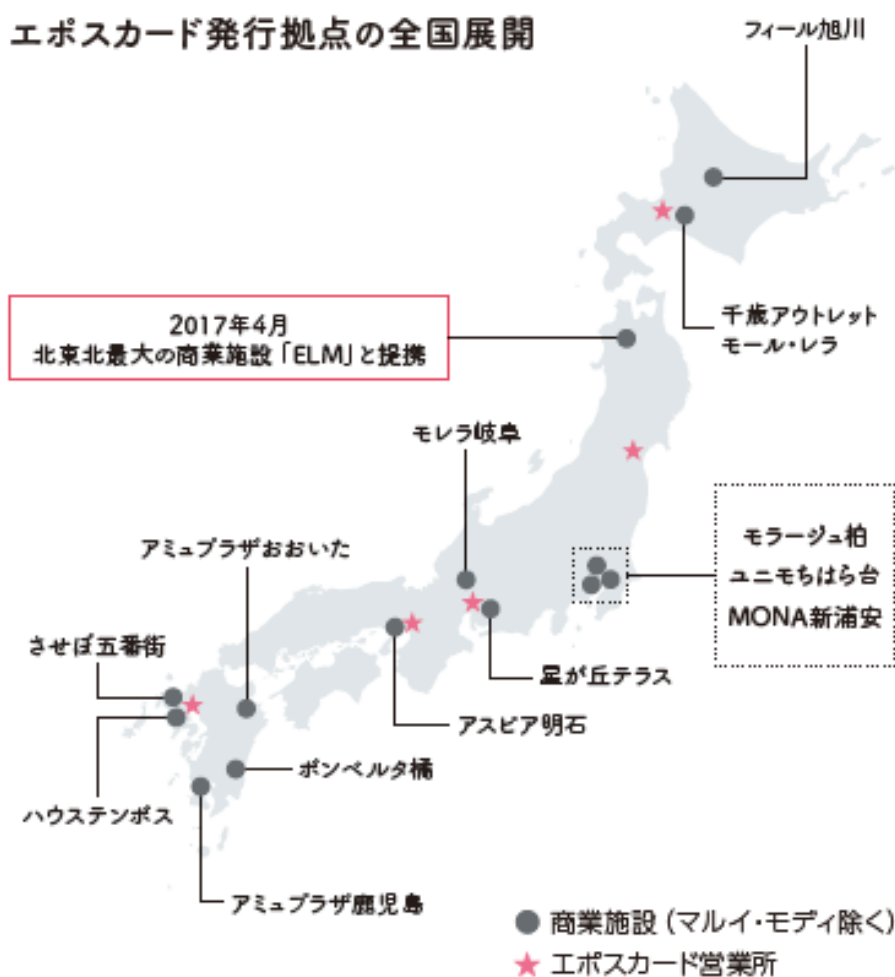 エポスカード発行拠点の全国展開
フィール旭川
千歳アウトレット
モール・レラ
2017年4月
北東北最大の商業施設「ELM」と提携
モレラ岐阜
モラージュ柏
ユニモちはら台
MONA新浦安
アミュプラザおおいた
させぼ五番街
星が丘テラス
アスピア明石
ボンベルタ橘
ハウステンボス
アミュプラザ鹿児島
商業施設（マルイ・モディ除く）
エポスカード営業所